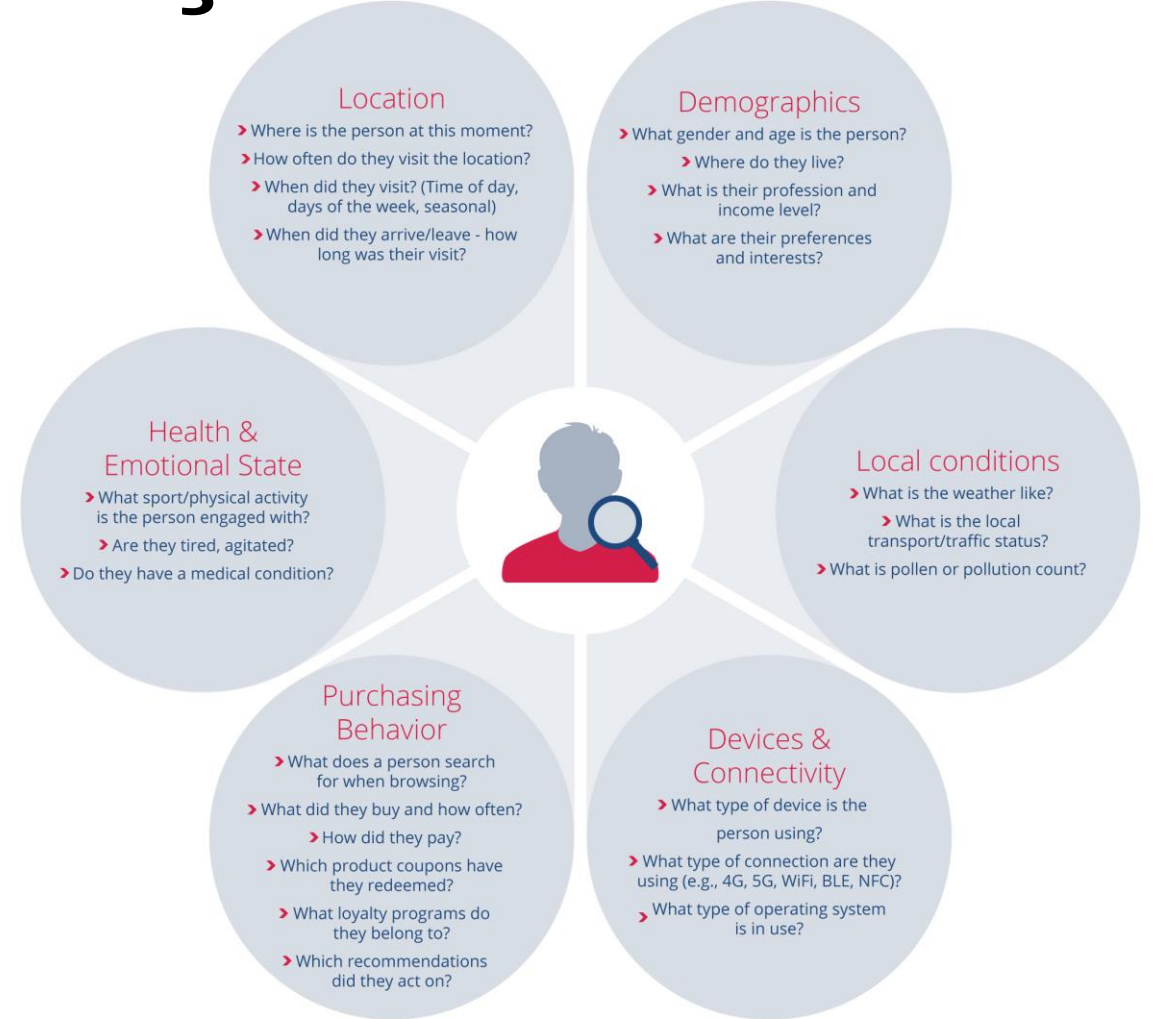 Location
Where is the person at this moment?
How often do they visit the location?
When did they visit? (Time of day,
days of the week, seasonal)
When did they arrive/leave - how
long was their visit?
Demographics
What gender and age is the person?
Where do they live?
What is their profession and
income level?
What are their preferences
and interests?
Health &
Emotional State
What sport/physical activity
is the person engaged with?
Are they tired, agitated?
Do they have a medical condition?
Local conditions
What is the weather like?
What is the local
transport/traffic status?
What is pollen or pollution count?
Purchasing
Behavior
What does a person search
for when browsing?
What did they buy and how often?
How did they pay?
Which product coupons have
they redeemed?
What loyalty programs do
they belong to?
Which recommendations
did they act on?
Devices &
Connectivity
What type of device is the
person using?
What type of connection are they
using (e.g., 4G, 5G, WiFi, BLE, NFC)?
What type of operating system
is in use?